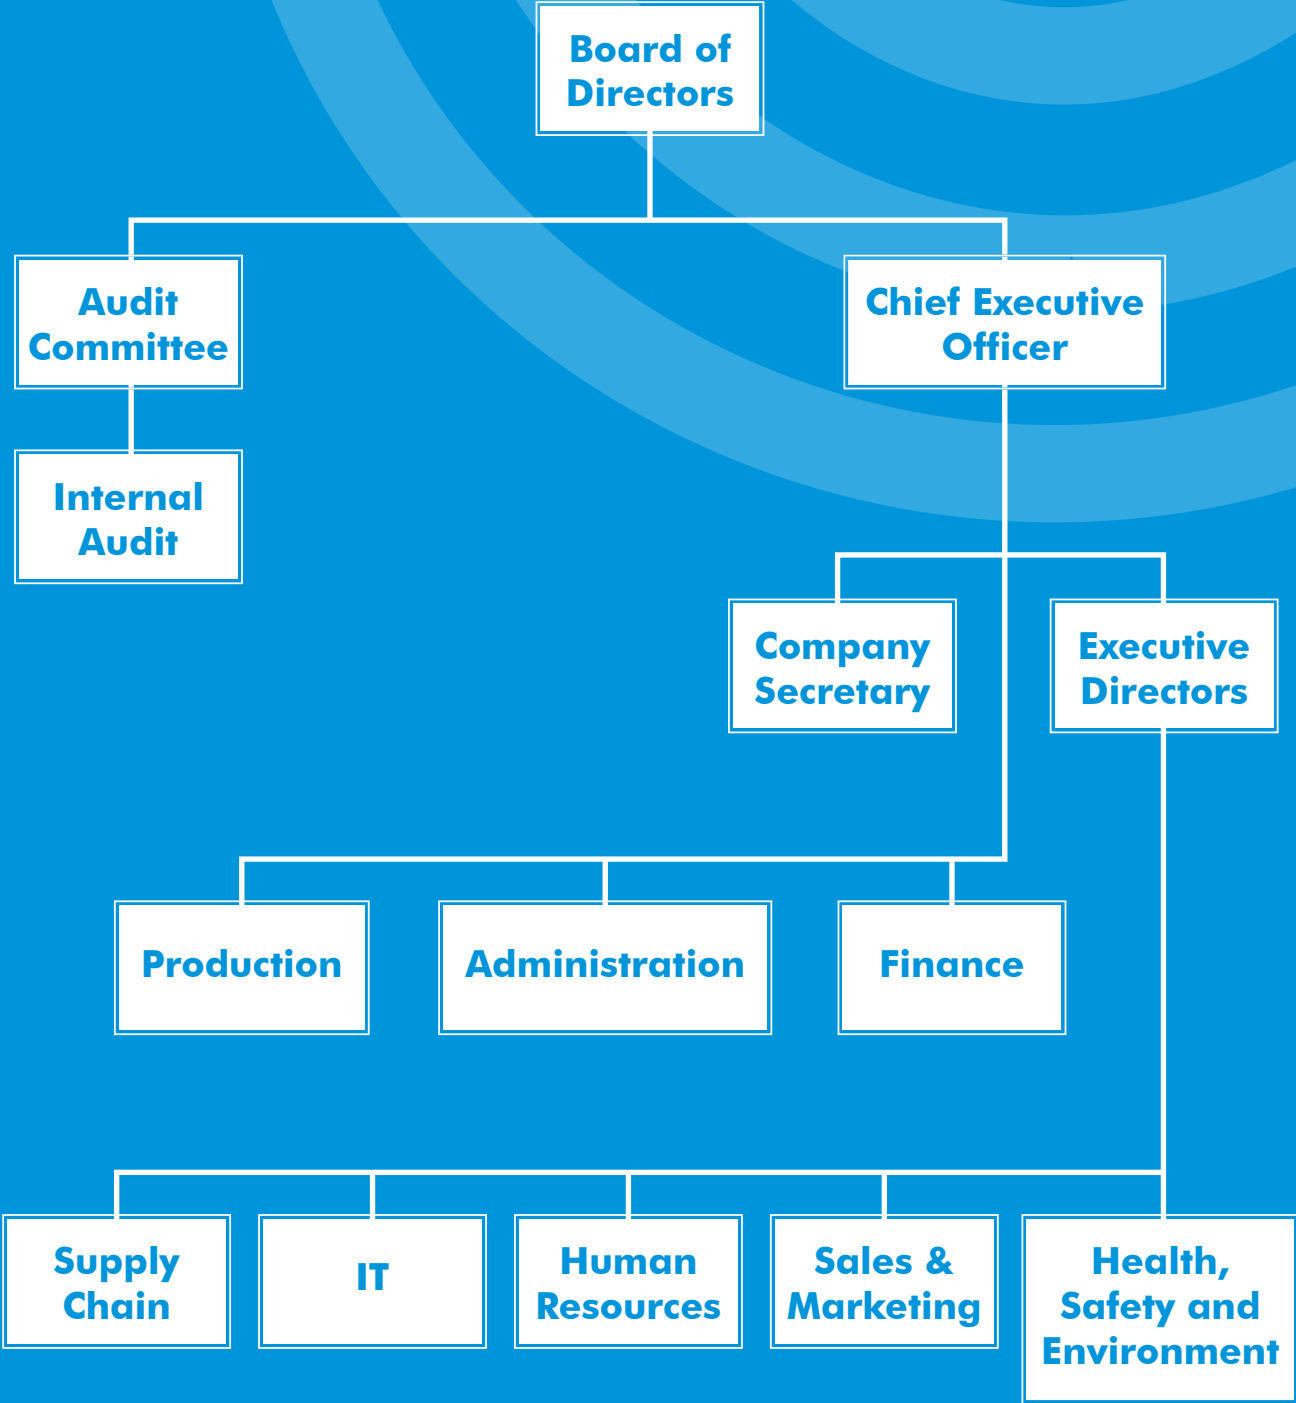 Board of
Directors
Audit
Committee
Chief Executive
Officer
Internal
Audit
Company
Secretary
Executive
Directors
Production
Administration
Finance
Supply
Chain
IT
Human
Resources
Sales &
Marketing
Health,
Safety and
Environment